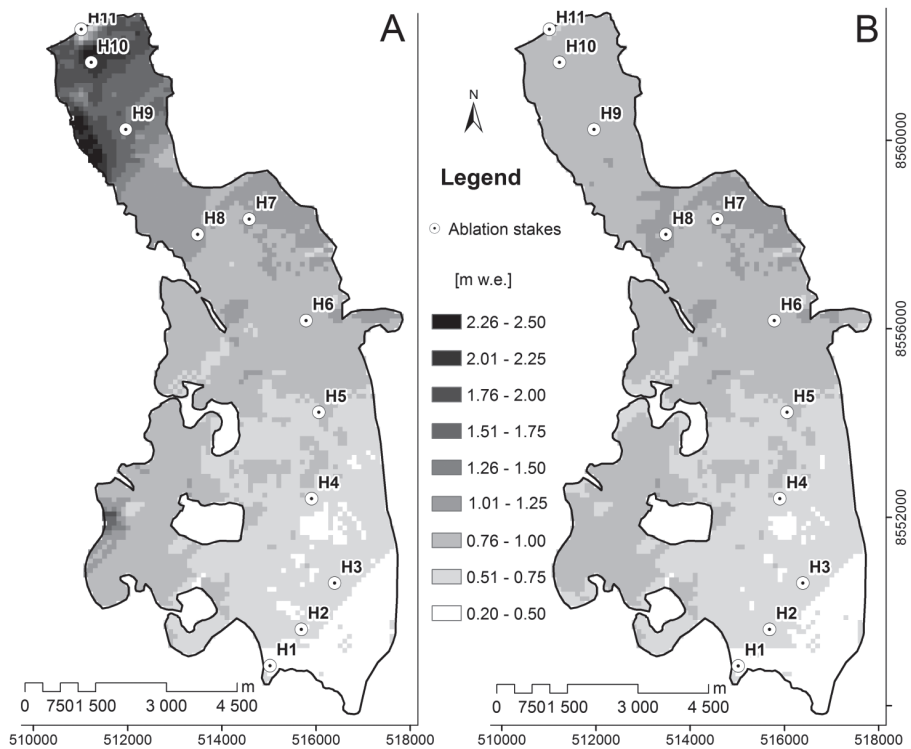 A
H11
H10
H9
H8
H7
H6
H5
H4
H3
H2
H1
0 750 1 500 3 000 4 500 m
510000 512000 514000 516000 518000
N
Legend
Ablation stakes
[m w.e.]
2.26 - 2.50
2.01 - 2.25
1.76 - 2.00
1.51 - 1.75
1.26 - 1.50
1.01 - 1.25
0.76 - 1.00
0.51 - 0.75
0.20 - 0.50
B
H11
H10
H9
H8
H7
H6
H5
H4
H3
H2
H1
0 750 1 500 3 000 4 500 m
510000 512000 514000 516000 518000
8560000
8556000
8552000